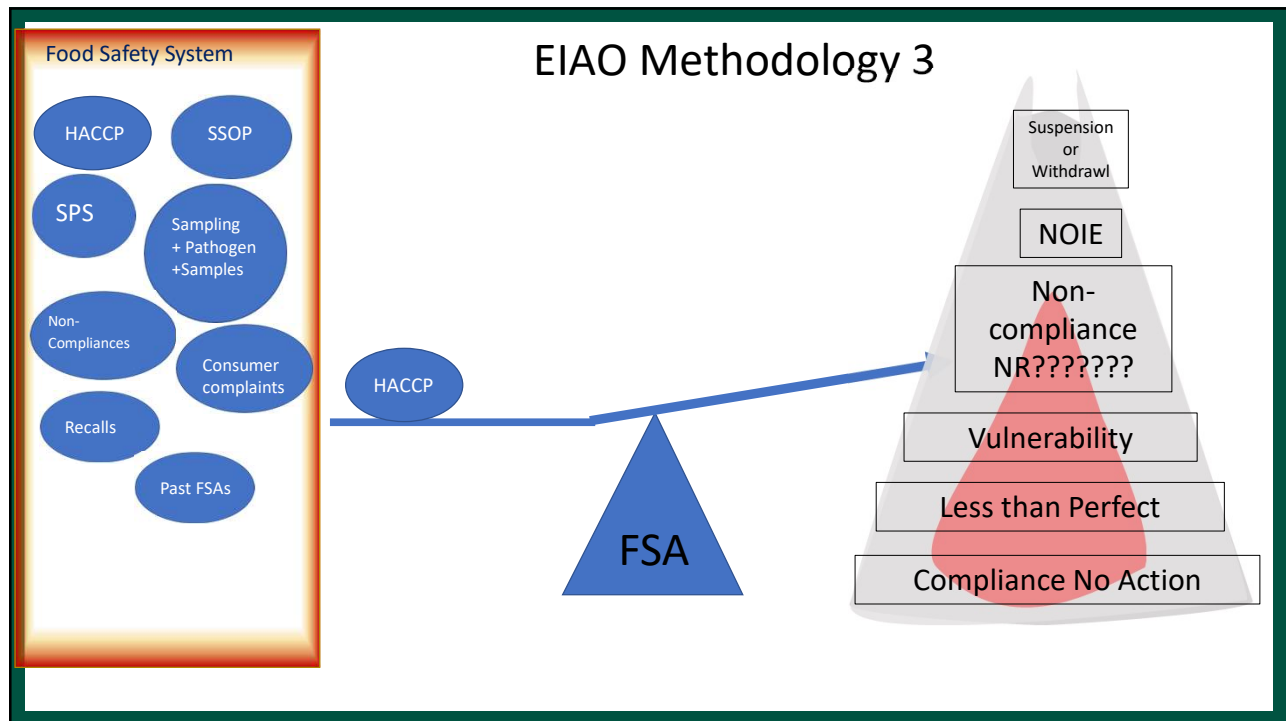 EIAO Methodology 3
Food Safety System
HACCP
SSOP
SPS
Sampling
+ Pathogen
+Samples
Non-
Compliances
Consumer
complaints
Recalls
Past FSAs
HACCP
FSA
Suspension
or
Withdrawl
NOIE
Non-
compliance
NR???????
Vulnerability
Less than Perfect
Compliance No Action